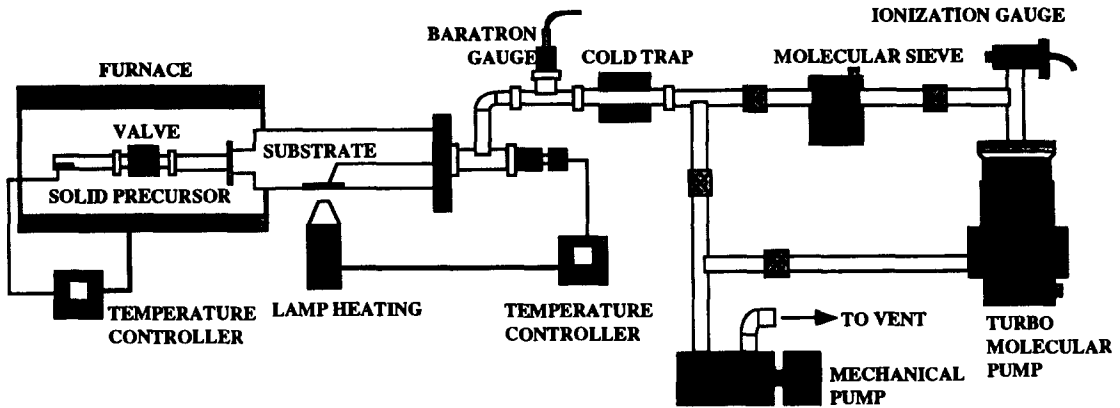 IONIZATION GAUGE
BARATRON
GAUGE
COLD TRAP
MOLECULAR SIEVE
FURNACE
VALVE
SUBSTRATE
SOLID PRECURSOR
TEMPERATURE
CONTROLLER
LAMP HEATING
TEMPERATURE
CONTROLLER
TO VENT
MECHANICAL
PUMP
TURBO
MOLECULAR
PUMP